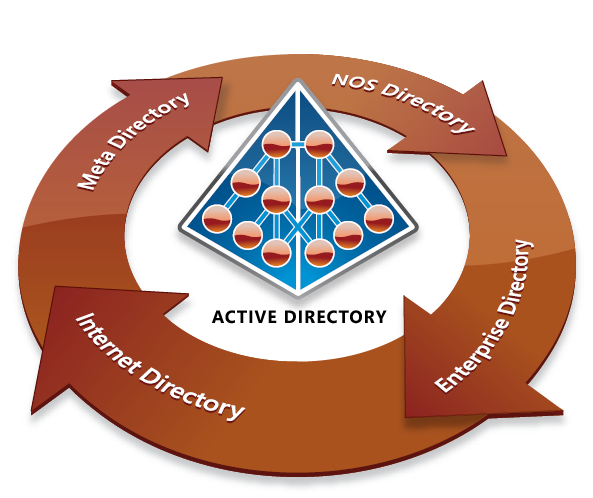 NOS Directory
Meta Directory
ACTIVE DIRECTORY
Enterprise Directory
Internet Directory